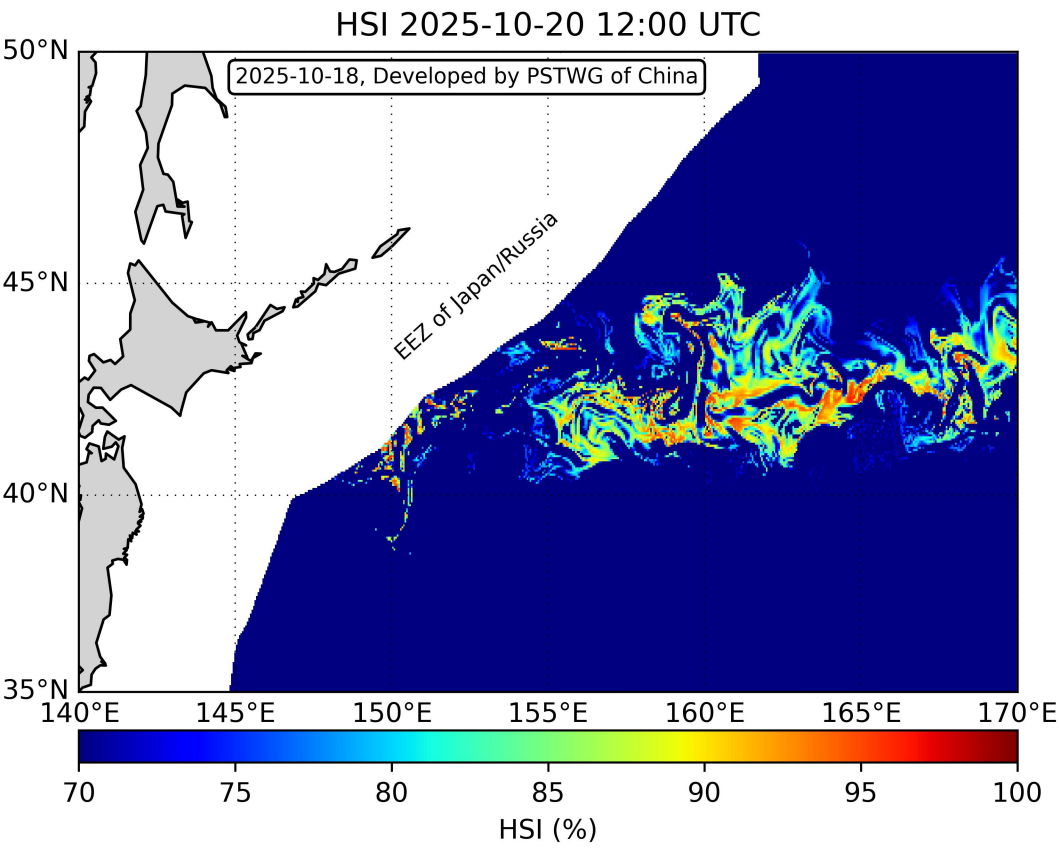 HSI 2025-10-20 12:00 UTC
50°N
2025-10-18, Developed by PSTWG of China
EEZ of Japan/Russia
45°N
40°N
35°N
140°E 145°E 150°E 155°E 160°E 165°E 170°E
70 75 80 85 90 95 100
HSI (%)